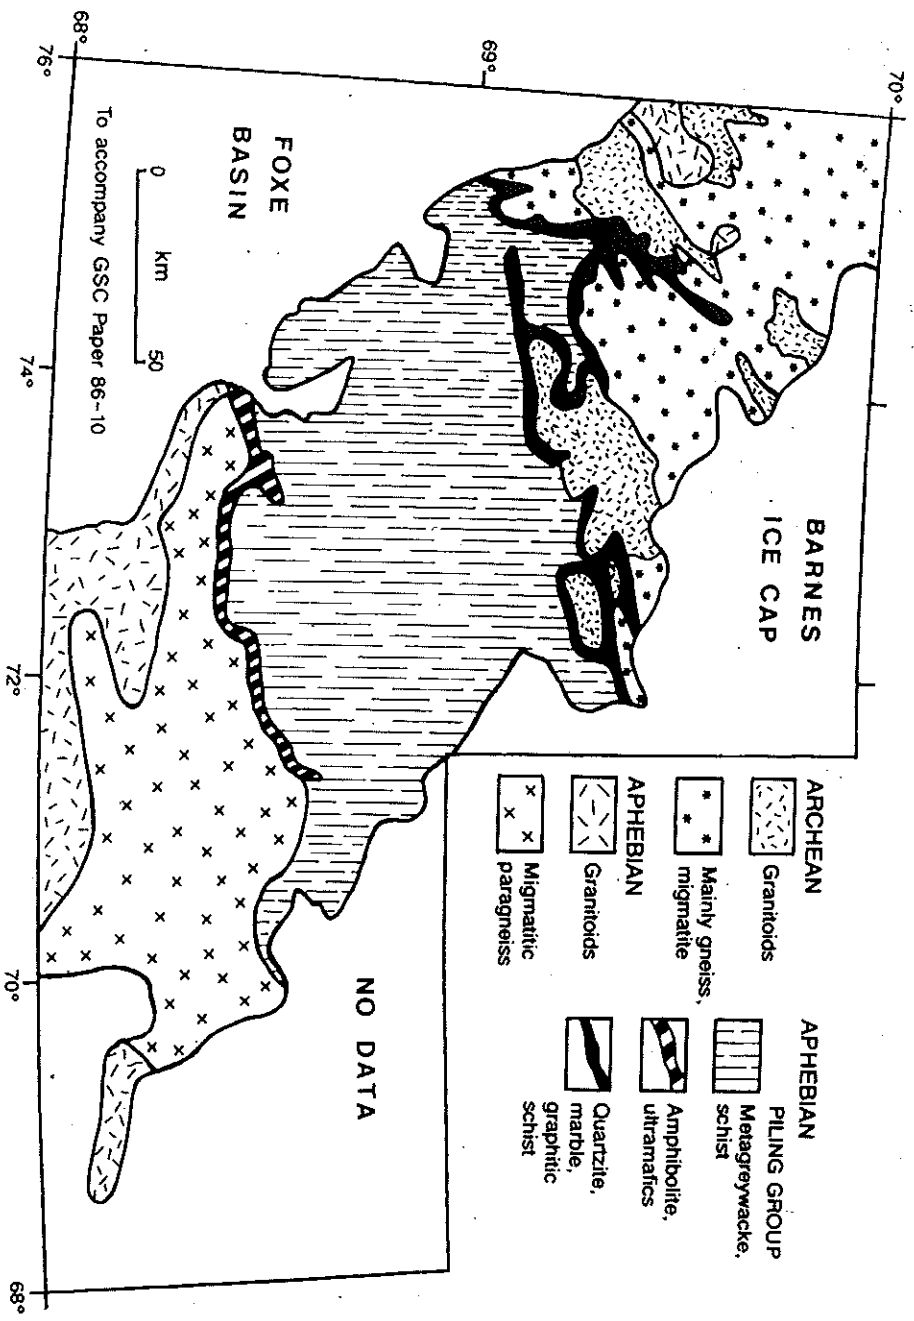 70°
69°
68°
76°
74°
72°
70°
68°
BARNES
ICE CAP
FOXE
BASIN
0 km 50
To accompany GSC Paper 86-10
NO DATA
ARCHEAN
Granitoids
Mainly gneiss,
migmatite
APHEBIAN
Granitoids
Migmatitic
paragneiss
APHEBIAN
PILING GROUP
Metagreywacke,
schist
Amphibolite,
ultramafics
Quartzite,
marble,
graphitic
schist